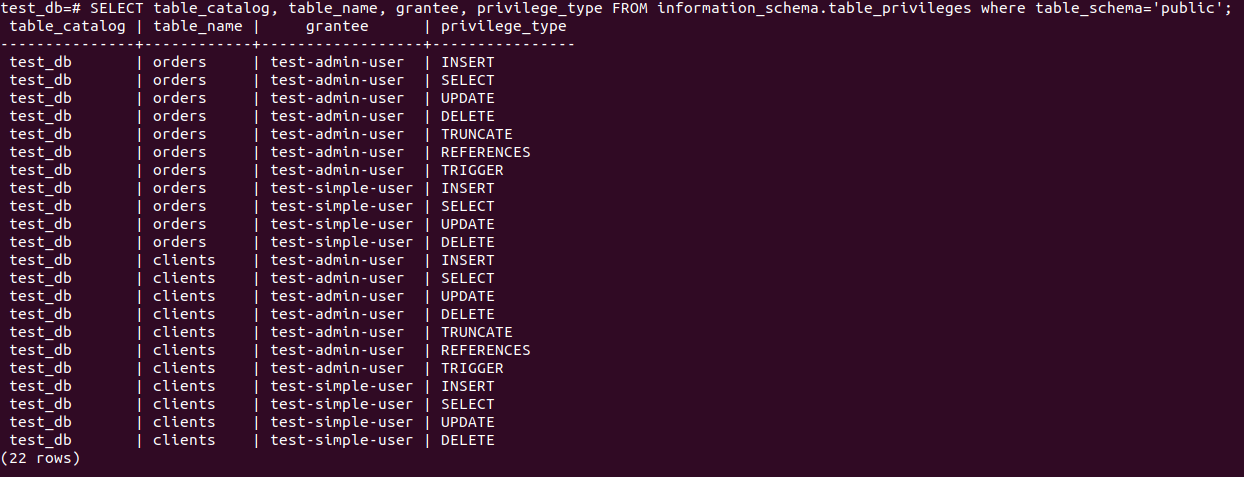 test_db=# SELECT table_catalog, table_name, grantee, privilege_type FROM information_schema.table_privileges where table_schema='public';
 table_catalog | table_name |     grantee      | privilege_type
---------------+------------+------------------+----------------
 test_db       | orders     | test-admin-user  | INSERT
 test_db       | orders     | test-admin-user  | SELECT
 test_db       | orders     | test-admin-user  | UPDATE
 test_db       | orders     | test-admin-user  | DELETE
 test_db       | orders     | test-admin-user  | TRUNCATE
 test_db       | orders     | test-admin-user  | REFERENCES
 test_db       | orders     | test-admin-user  | TRIGGER
 test_db       | orders     | test-simple-user | INSERT
 test_db       | orders     | test-simple-user | SELECT
 test_db       | orders     | test-simple-user | UPDATE
 test_db       | orders     | test-simple-user | DELETE
 test_db       | clients    | test-admin-user  | INSERT
 test_db       | clients    | test-admin-user  | SELECT
 test_db       | clients    | test-admin-user  | UPDATE
 test_db       | clients    | test-admin-user  | DELETE
 test_db       | clients    | test-admin-user  | TRUNCATE
 test_db       | clients    | test-admin-user  | REFERENCES
 test_db       | clients    | test-admin-user  | TRIGGER
 test_db       | clients    | test-simple-user | INSERT
 test_db       | clients    | test-simple-user | SELECT
 test_db       | clients    | test-simple-user | UPDATE
 test_db       | clients    | test-simple-user | DELETE
(22 rows)